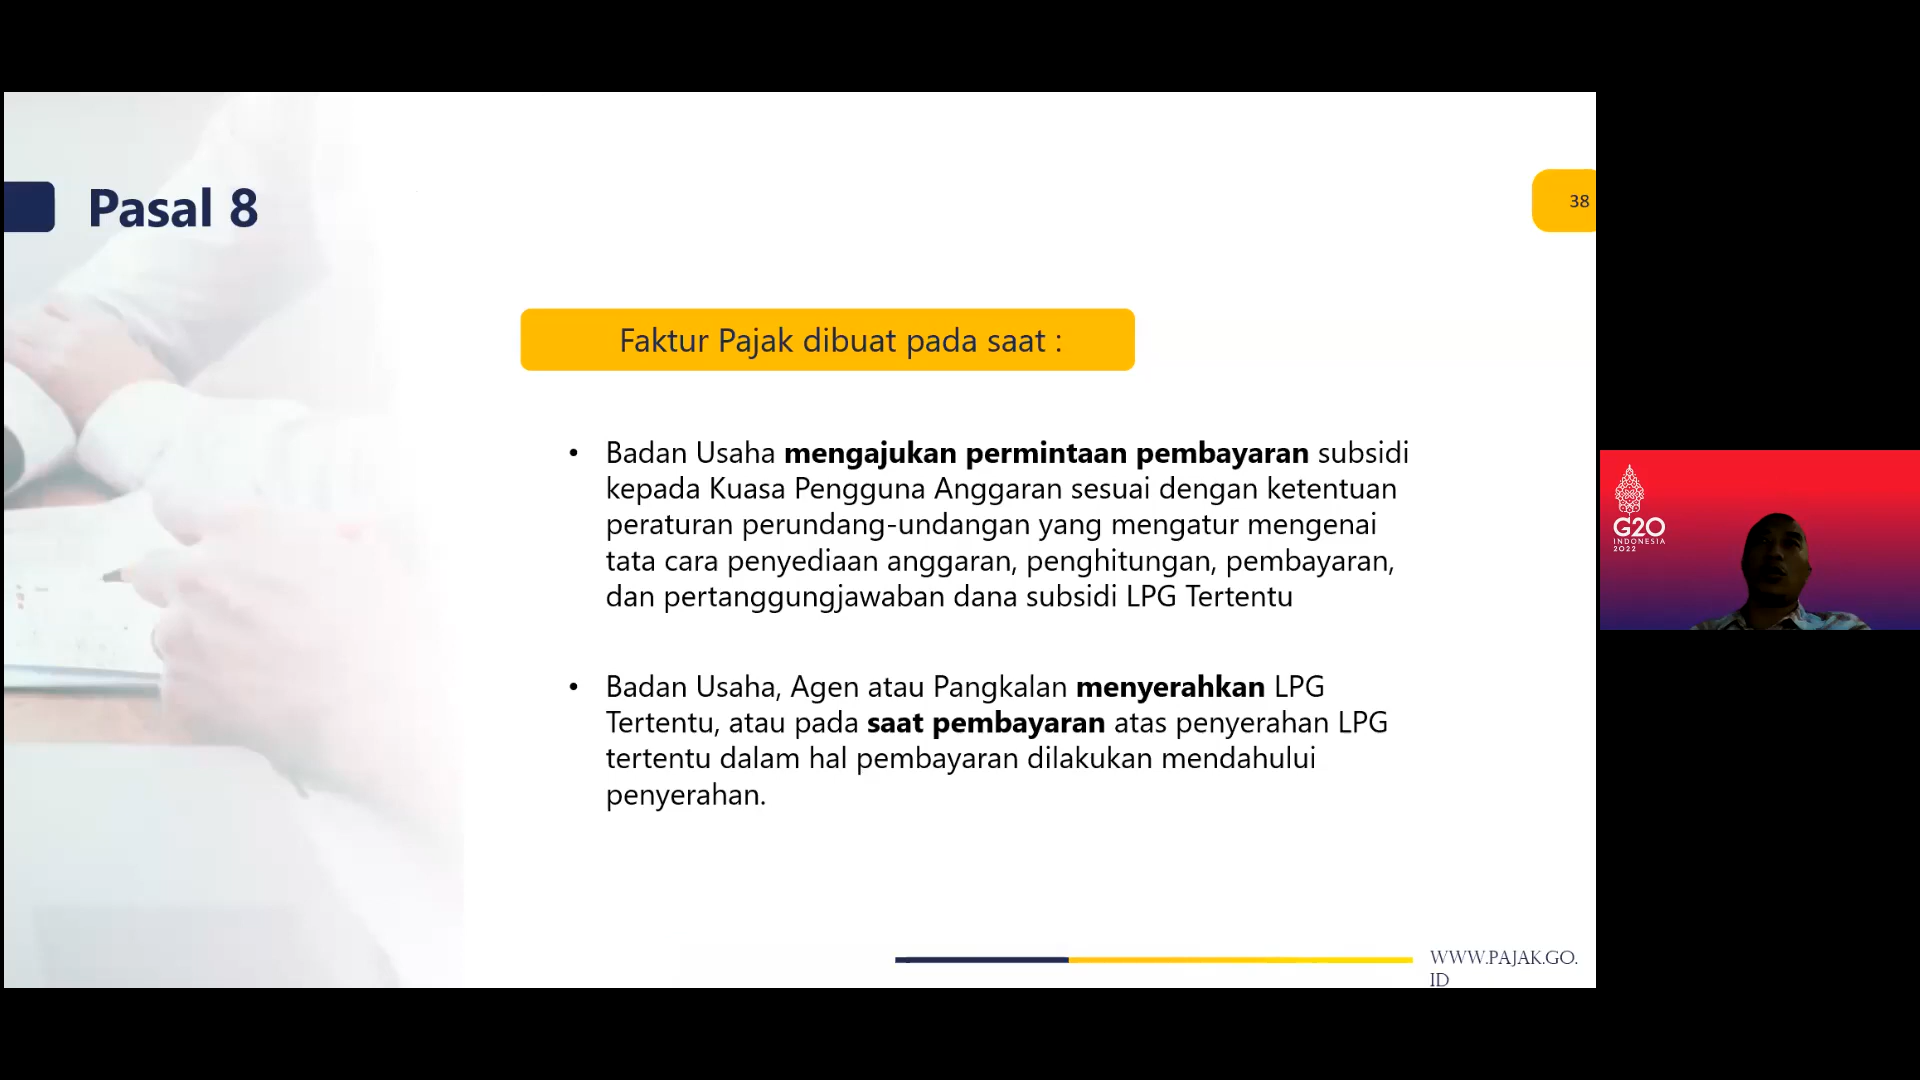 Pasal 8
38
Faktur Pajak dibuat pada saat :
• Badan Usaha mengajukan permintaan pembayaran subsidi
kepada Kuasa Pengguna Anggaran sesuai dengan ketentuan
peraturan perundang-undangan yang mengatur mengenai
tata cara penyediaan anggaran, penghitungan, pembayaran,
dan pertanggungjawaban dana subsidi LPG Tertentu
• Badan Usaha, Agen atau Pangkalan menyerahkan LPG
Tertentu, atau pada saat pembayaran atas penyerahan LPG
tertentu dalam hal pembayaran dilakukan mendahului
penyerahan.
WWW.PAJAK.GO.
ID
G20
INDONESIA
2022